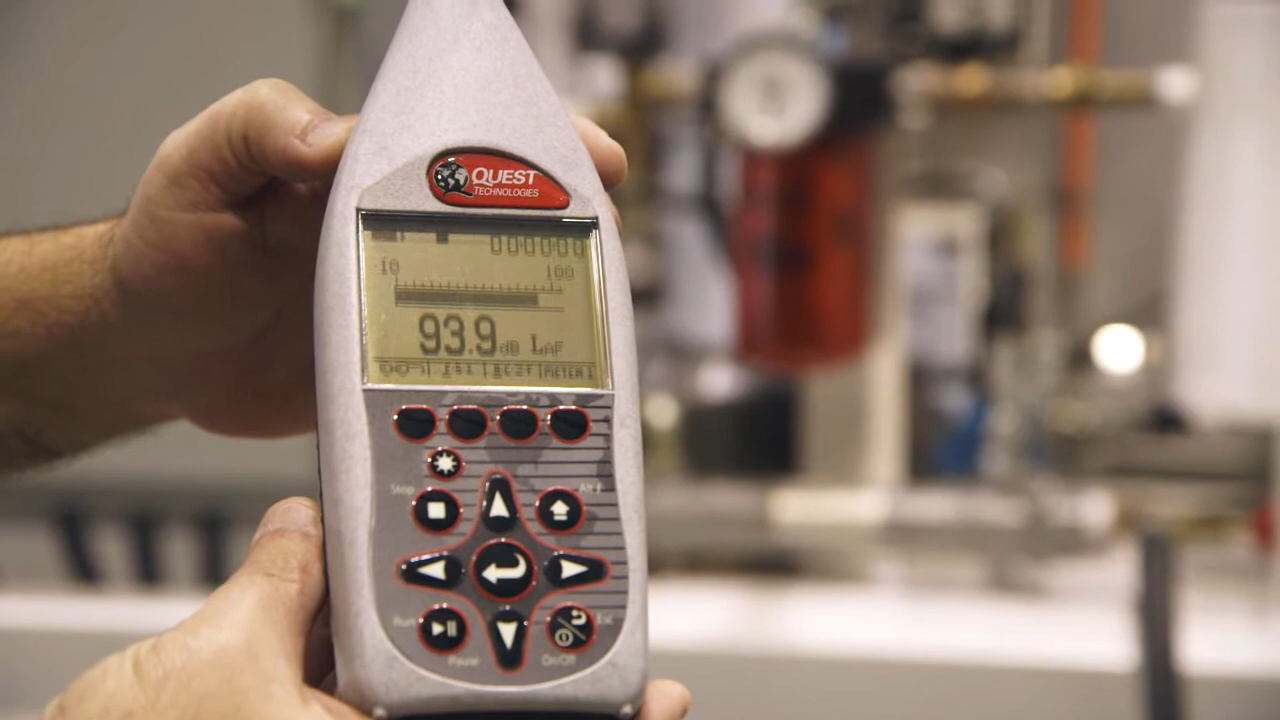 QUEST
TECHNOLOGIES
000000
10 100
93.9 dB LAF
METER 1
Stop Alt F
Run Esc
Pause On/Off